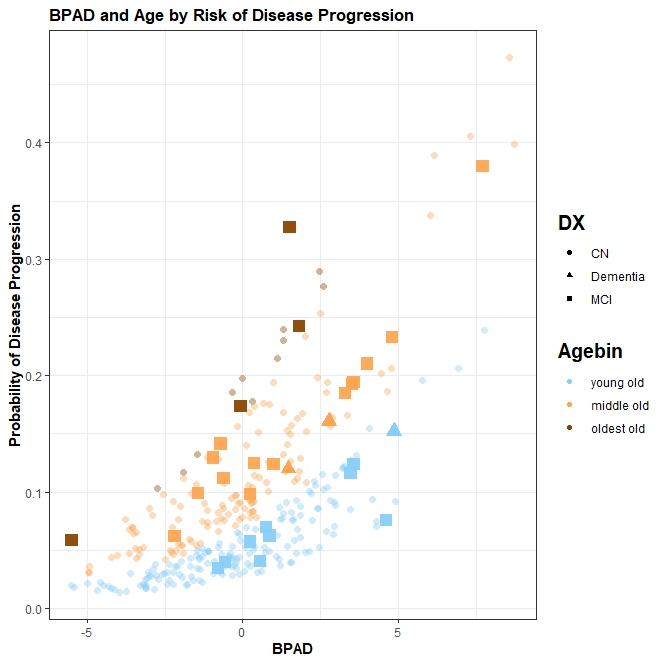 BPAD and Age by Risk of Disease Progression
Probability of Disease Progression
0.4
0.3
0.2
0.1
0.0
-5
0
5
BPAD
DX
CN
Dementia
MCI
Agebin
young old
middle old
oldest old